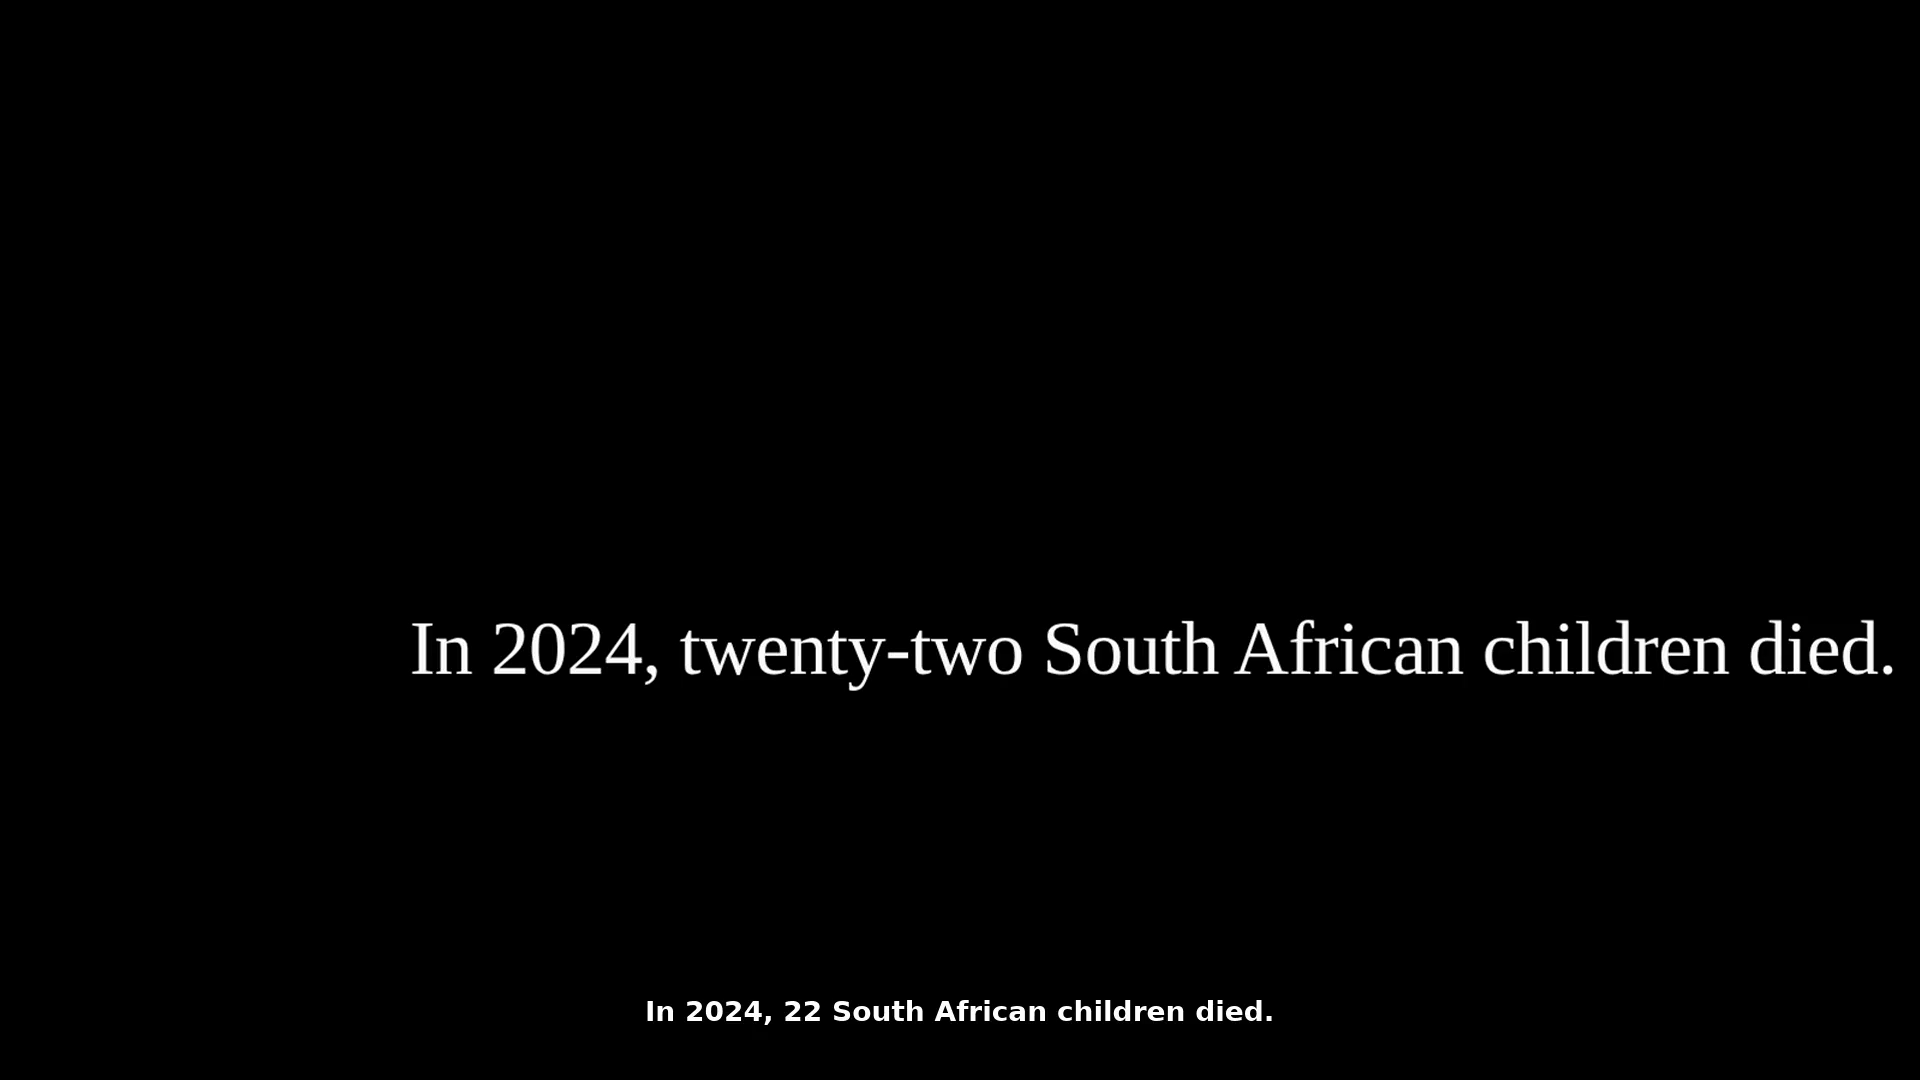 In 2024, twenty-two South African children died.
In 2024, 22 South African children died.